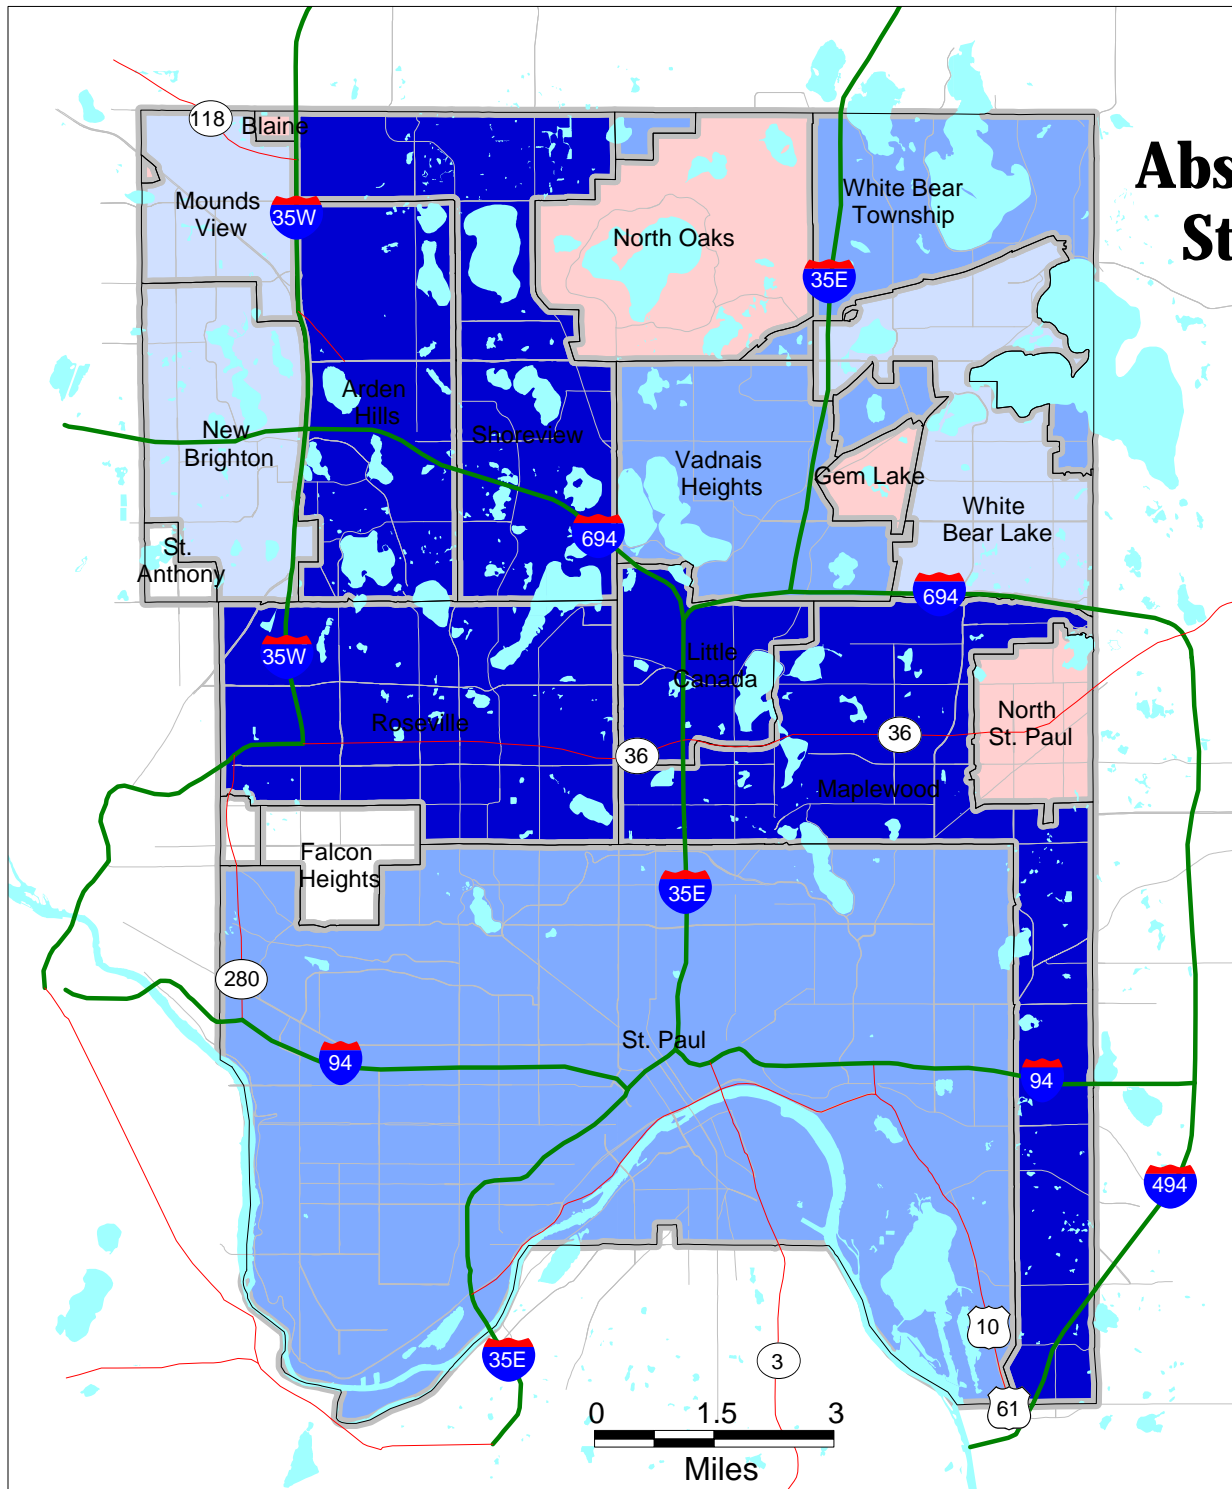 118
Blaine
Abs
St
Mounds
View
35W
White Bear
Township
North Oaks
35E
Arden
Hills
New
Brighton
Shoreview
Vadnais
Heights
Gem Lake
White
Bear Lake
St.
Anthony
694
694
35W
Little
Canada
Roseville
36
36
North
St. Paul
Maplewood
Falcon
Heights
35E
280
St. Paul
94
94
494
10
35E
3
61
0 1.5 3
Miles